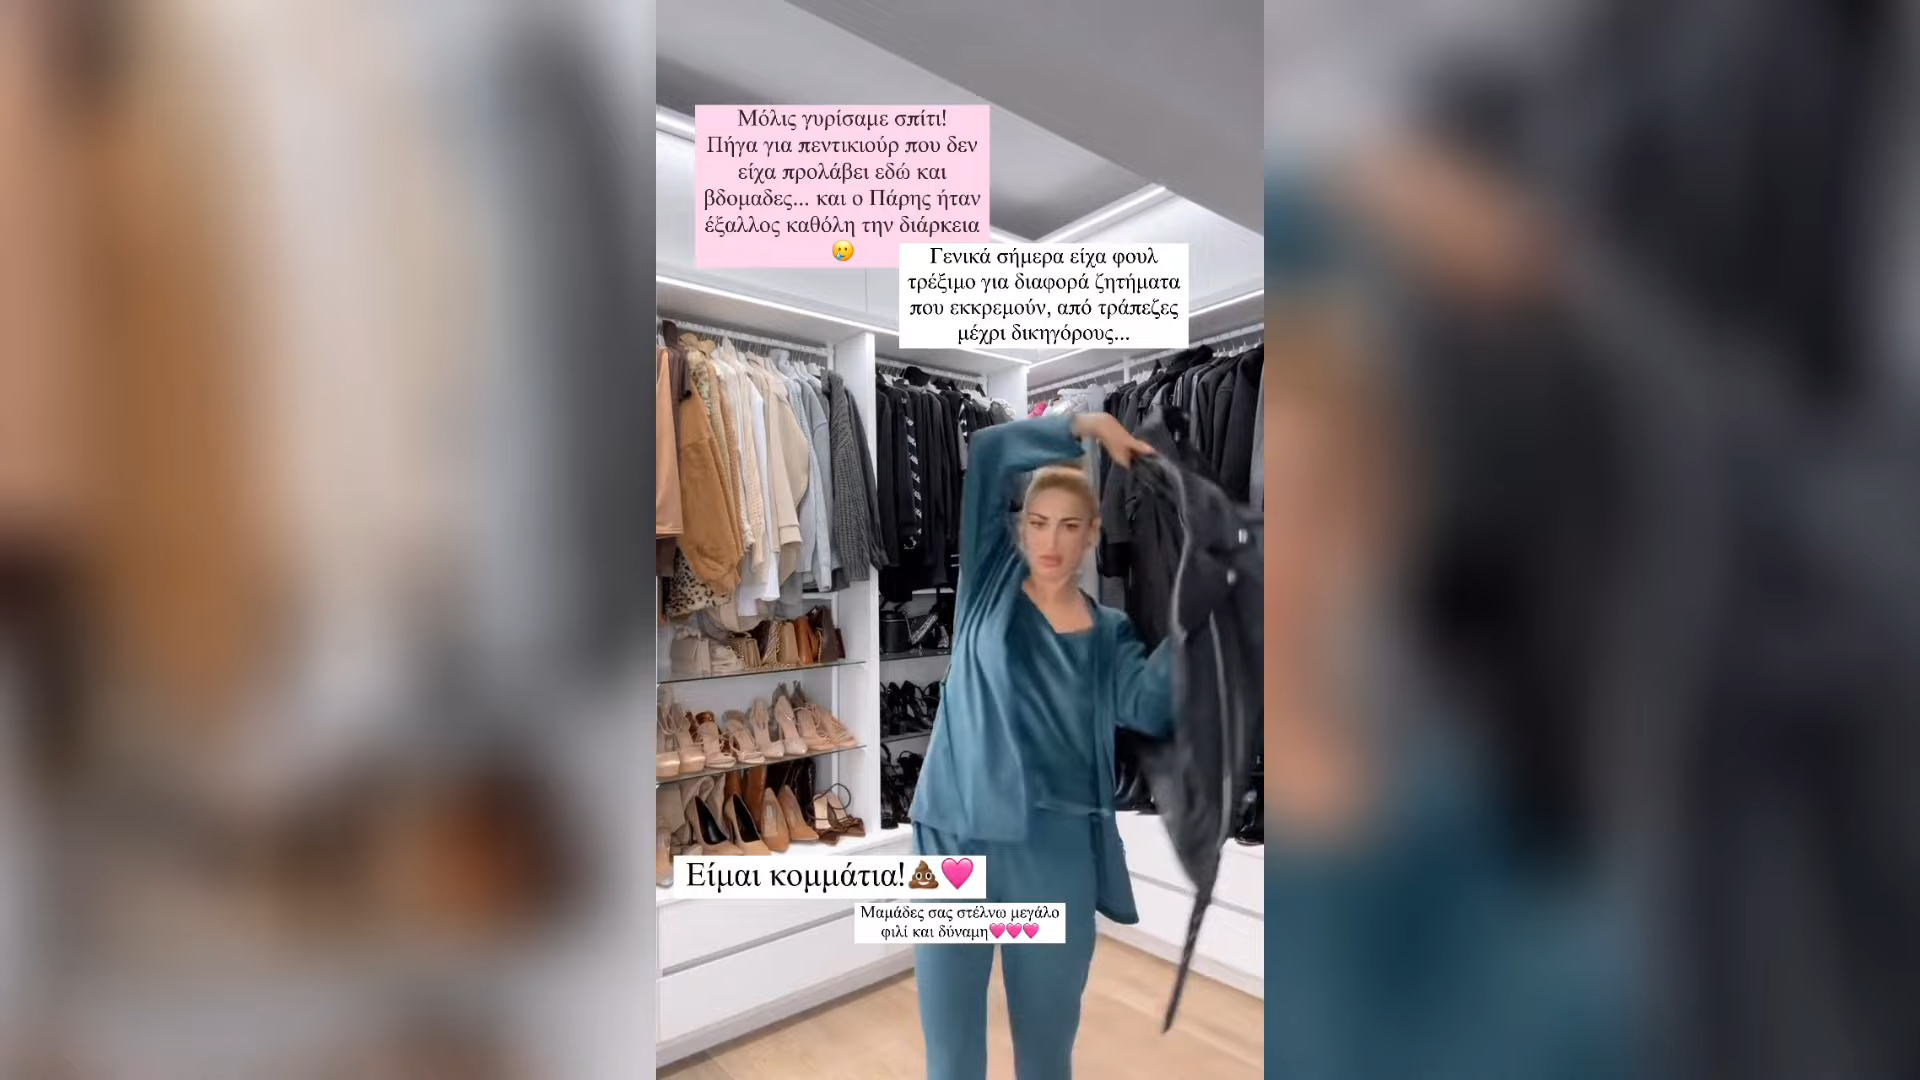 Μόλις γυρίσαμε σπίτι!
Πήγα για πεντικιούρ που δεν
είχα προλάβει εδώ και
βδομαδες... και ο Πάρης ήταν
έξαλλος καθόλη την διάρκεια
🥲
Γενικά σήμερα είχα φουλ
τρέξιμο για διαφορά ζητήματα
που εκκρεμούν, από τράπεζες
μέχρι δικηγόρους...
Είμαι κομμάτια!💩🩷
Μαμάδες σας στέλνω μεγάλο
φιλί και δύναμη🩷🩷🩷